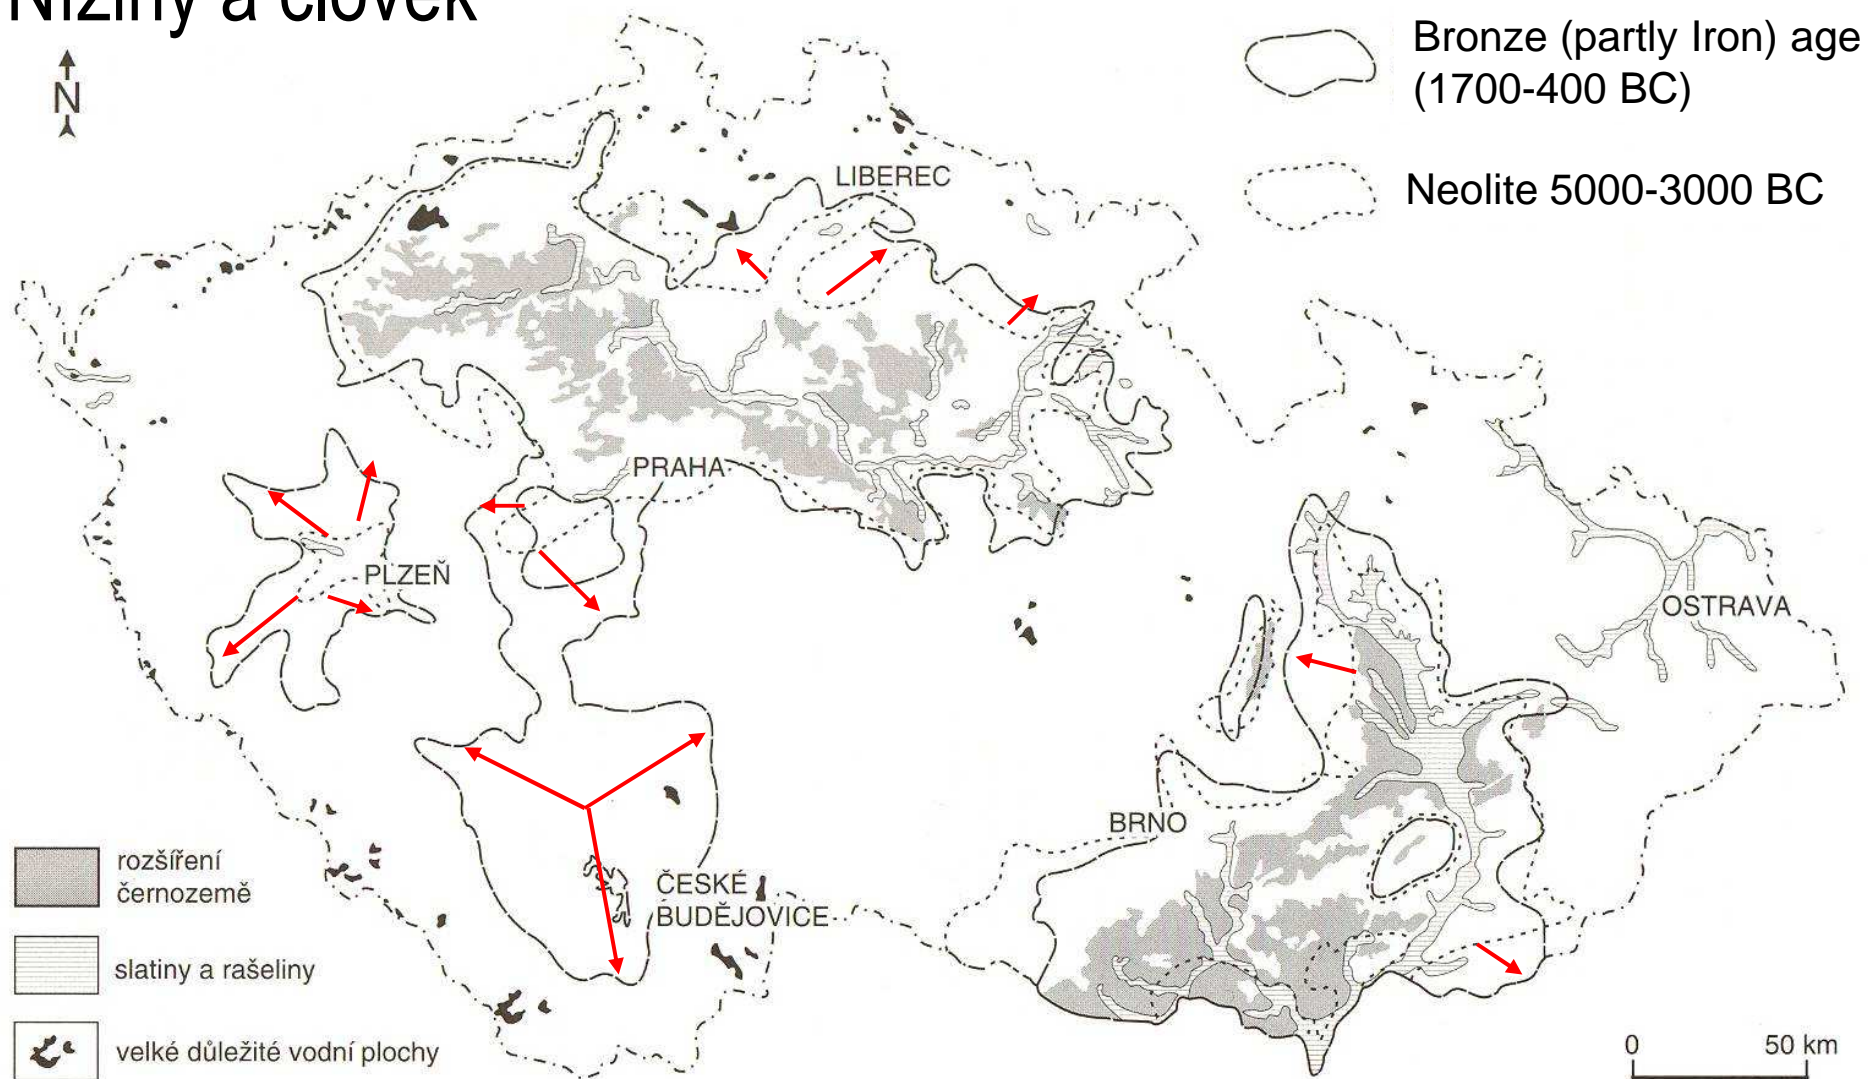 Nížiny a člověk
Bronze (partly Iron) age
(1700-400 BC)
Neolite 5000-3000 BC
N
LIBEREC
PRAHA
PLZEŇ
OSTRAVA
BRNO
ČESKÉ
BUDĚJOVICE
rozšíření
černozemě
slatiny a rašeliny
velké důležité vodní plochy
0 50 km